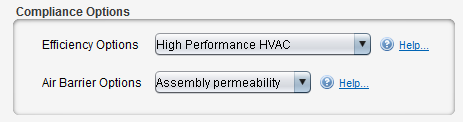 Compliance Options
Efficiency Options High Performance HVAC Help...
Air Barrier Options Assembly permeability Help...